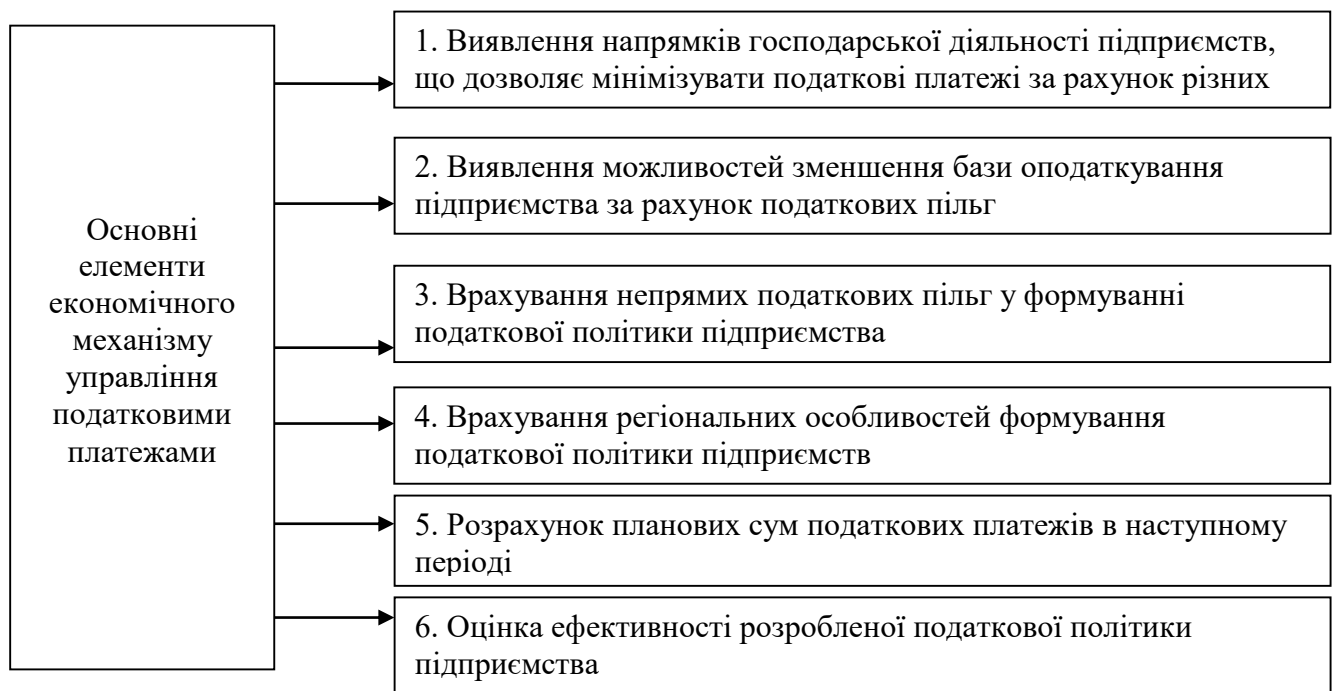 Основні
елементи
економічного
механізму
управління
податковими
платежами
1. Виявлення напрямків господарської діяльності підприємств,
що дозволяє мінімізувати податкові платежі за рахунок різних
2. Виявлення можливостей зменшення бази оподаткування
підприємства за рахунок податкових пільг
3. Врахування непрямих податкових пільг у формуванні
податкової політики підприємства
4. Врахування регіональних особливостей формування
податкової політики підприємств
5. Розрахунок планових сум податкових платежів в наступному
періоді
6. Оцінка ефективності розробленої податкової політики
підприємства